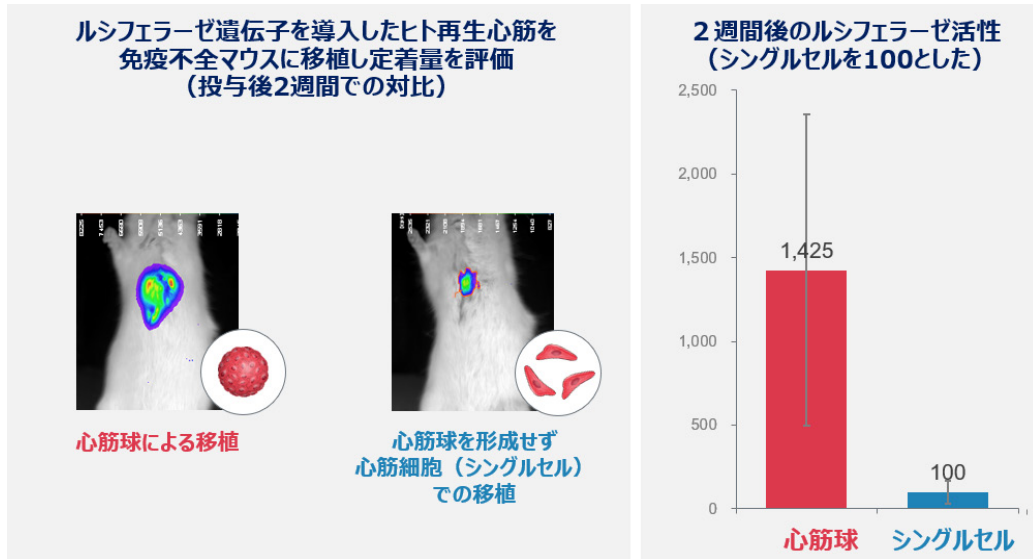 ルシフェラーゼ遺伝子を導入したヒト再生心筋を
免疫不全マウスに移植し定着量を評価
（投与後2週間での対比）
心筋球による移植
心筋球を形成せず
心筋細胞（シングルセル）
での移植
２週間後のルシフェラーゼ活性
（シングルセルを100とした）
2,500
2,000
1,500
1,000
500
0
1,425
100
心筋球
シングルセル